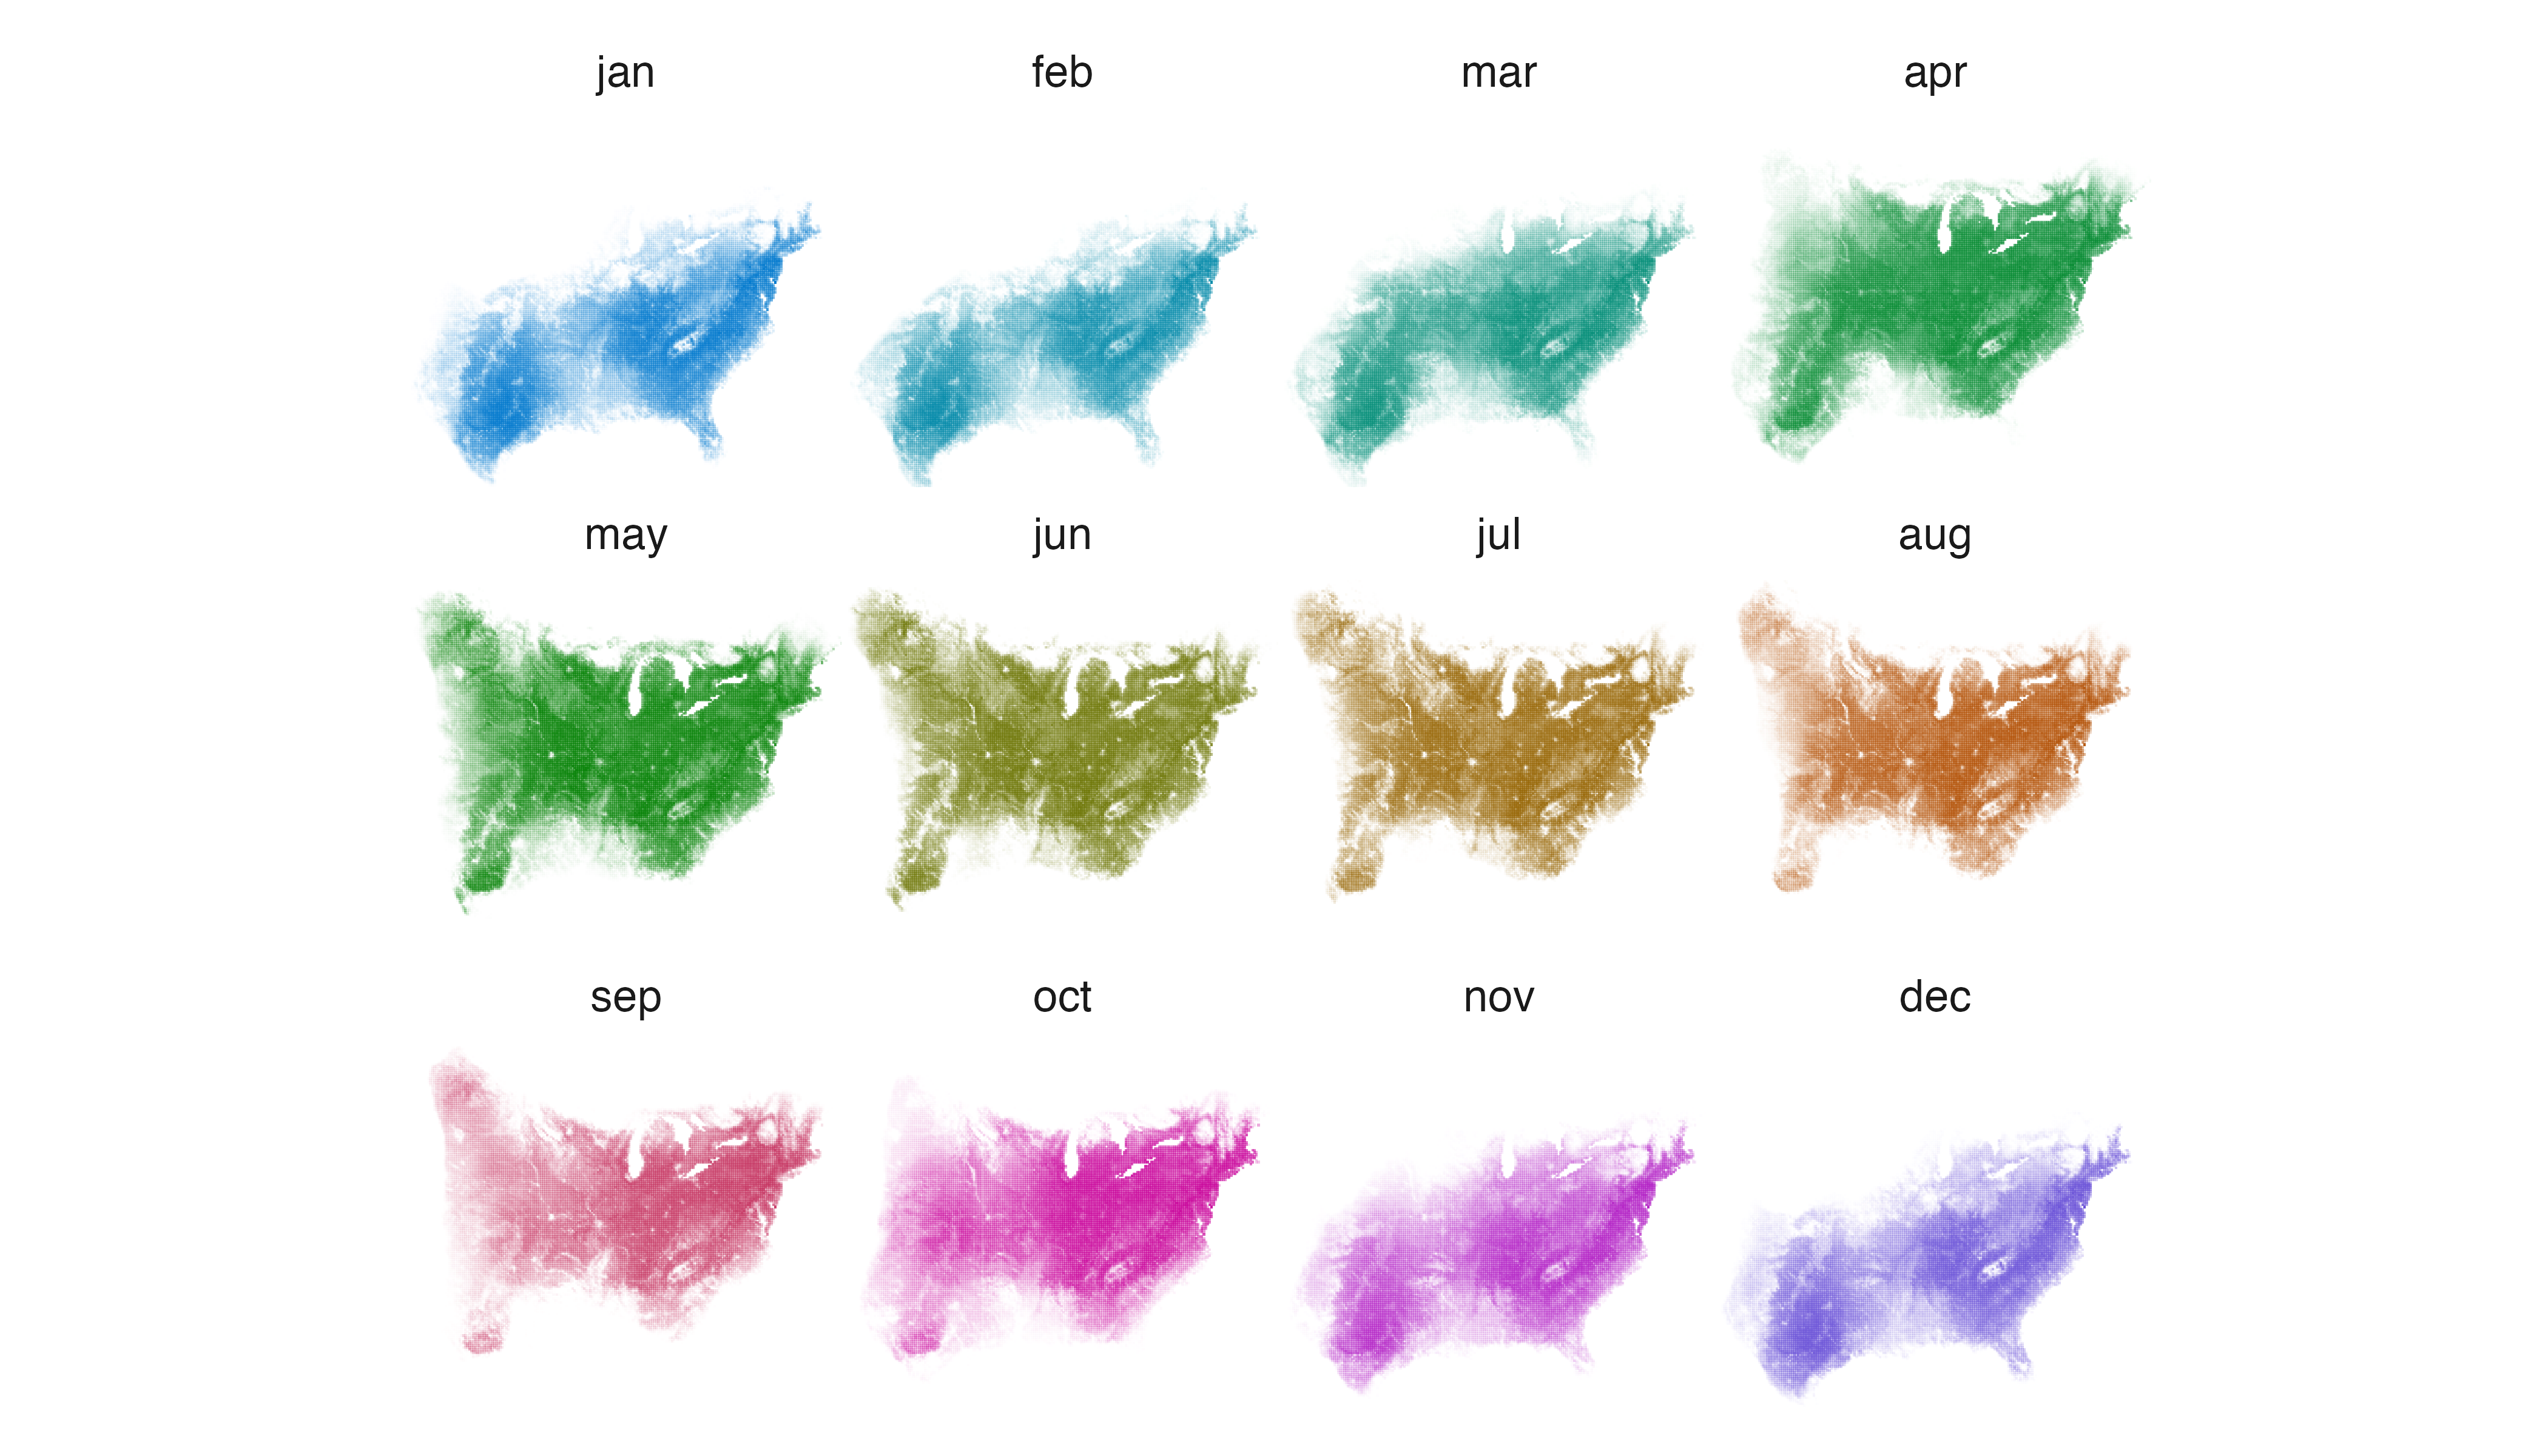 jan feb mar apr
may jun jul aug
sep oct nov dec